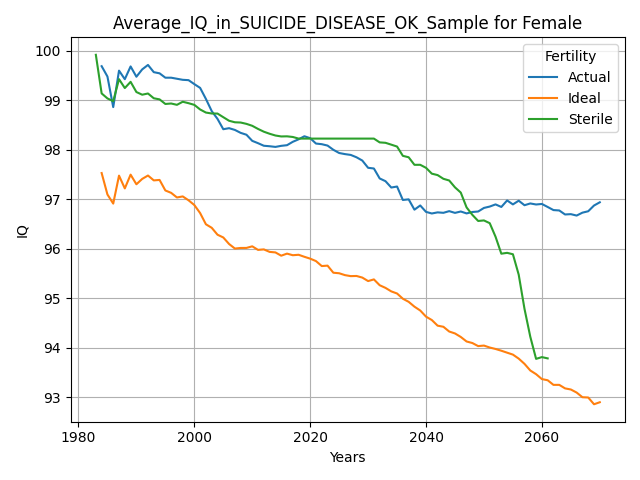 Average_IQ_in_SUICIDE_DISEASE_OK_Sample for Female
Fertility
Actual
Ideal
Sterile
100
99
98
97
96
95
94
93
IQ
1980
2000
2020
2040
2060
Years